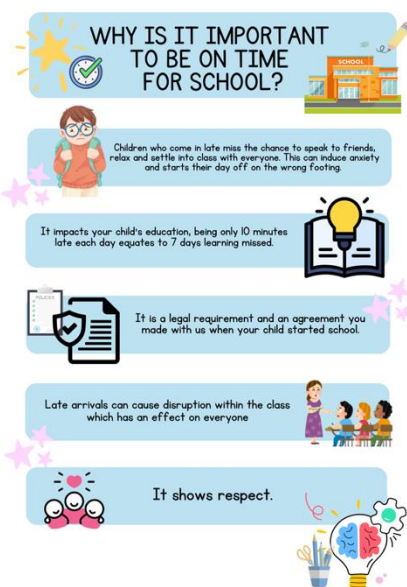 WHY IS IT IMPORTANT
TO BE ON TIME
FOR SCHOOL?
SCHOOL
Children who come in late miss the chance to speak to friends,
relax and settle into class with everyone. This can induce anxiety
and starts their day off on the wrong footing.
It impacts your child's education, being only 10 minutes
late each day equates to 7 days learning missed.
POLICIES
It is a legal requirement and an agreement you
made with us when your child started school.
Late arrivals can cause disruption within the class
which has an effect on everyone
It shows respect.